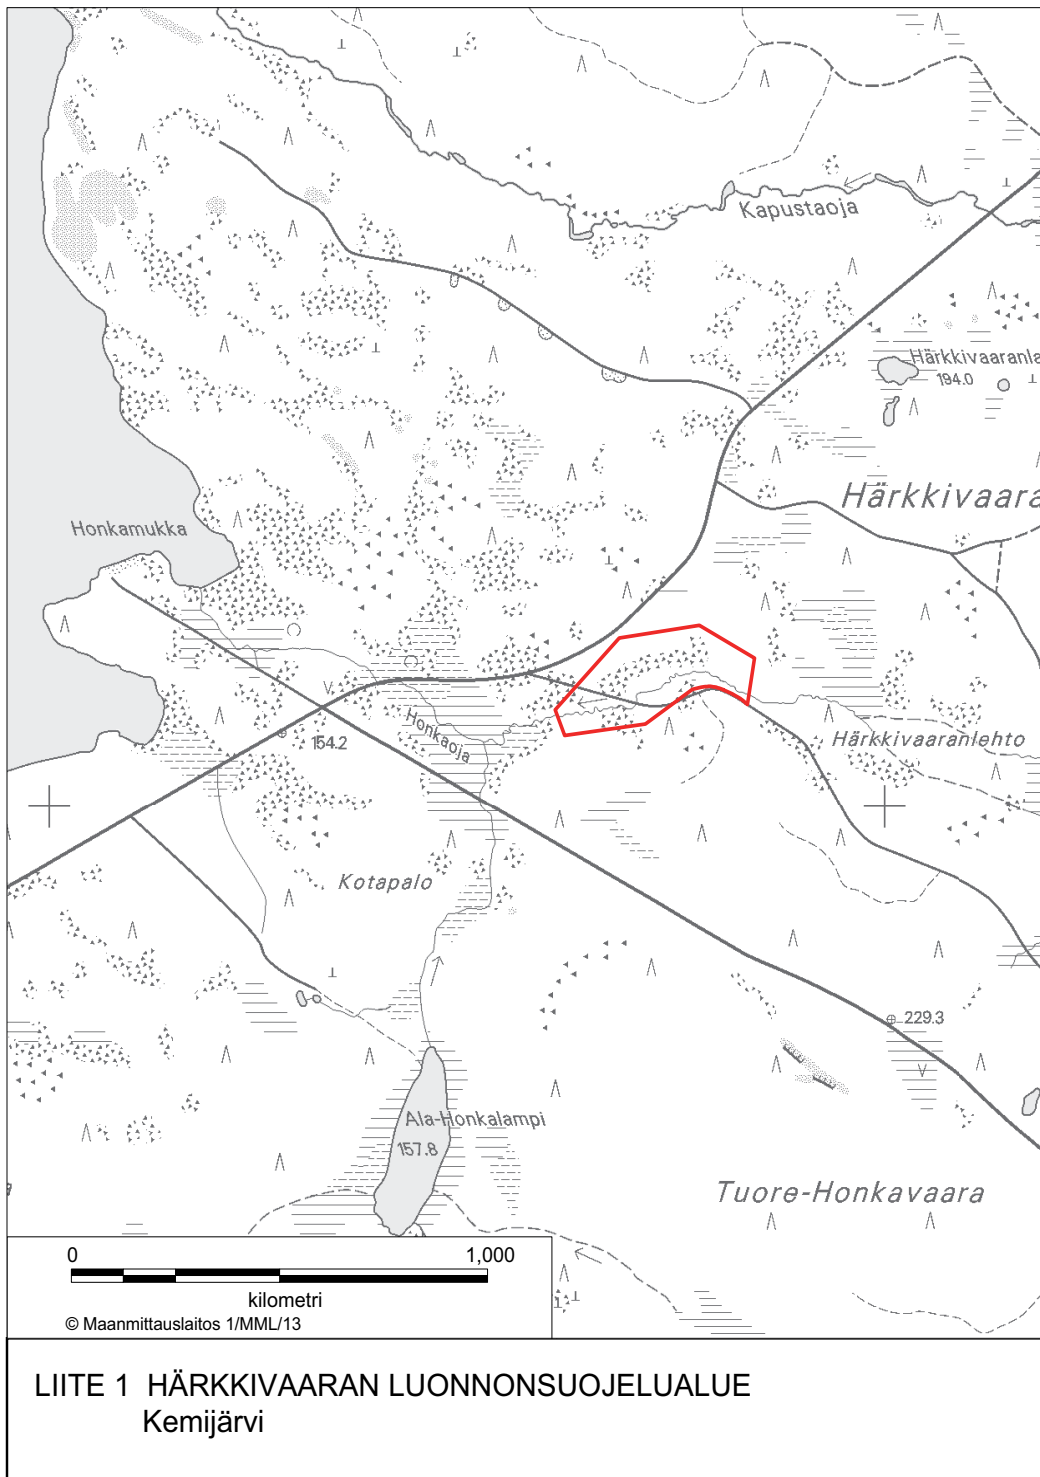 Kapustaoja
Härkkivaaranla
194.0
Härkkivaara
Honkamukka
Honkaoja
154.2
Härkkivaaranlehto
Kotapalo
229.3
Ala-Honkalampi
157.8
Tuore-Honkavaara
0 1,000
kilometri
© Maanmittauslaitos 1/MML/13
LIITE 1 HÄRKKIVAARAN LUONNONSUOJELUALUE
Kemijärvi